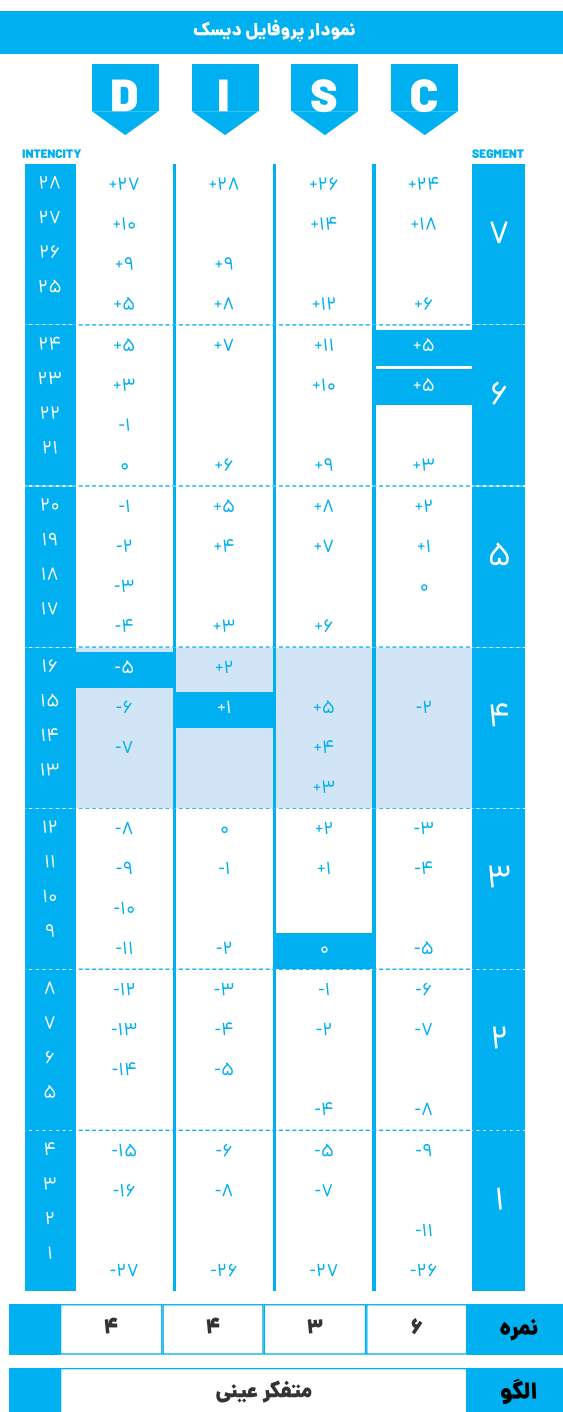 نمودار پروفایل دیسک
D I S C
INTENCITY SEGMENT
۲۸ +۲۷ +۲۸ +۲۶ +۲۴
۲۷ +۱۰ +۱۴ +۱۸ ۷
۲۶ +۹ +۹
۲۵ +۵ +۸ +۱۲ +۶
۲۴ +۵ +۷ +۱۱ +۵
۲۳ +۳ +۱۰ +۵ ۶
۲۲ -۱
۲۱ ۰ +۶ +۹ +۳
۲۰ -۱ +۵ +۸ +۲
۱۹ -۲ +۴ +۷ +۱ ۵
۱۸ -۳ ۰
۱۷ -۴ +۳ +۶
۱۶ -۵ +۲
۱۵ -۶ +۱ +۵ -۲ ۴
۱۴ -۷ +۴
۱۳ +۳
۱۲ -۸ ۰ +۲ -۳
۱۱ -۹ -۱ +۱ -۴ ۳
۱۰ -۱۰
۹ -۱۱ -۲ ۰ -۵
۸ -۱۲ -۳ -۱ -۶
۷ -۱۳ -۴ -۲ -۷ ۲
۶ -۱۴ -۵
۵ -۴ -۸
۴ -۱۵ -۶ -۵ -۹
۳ -۱۶ -۸ -۷ ۱
۲ -۱۱
۱ -۲۷ -۲۶ -۲۷ -۲۶
نمره ۶ ۳ ۴ ۴
الگو متفکر عینی